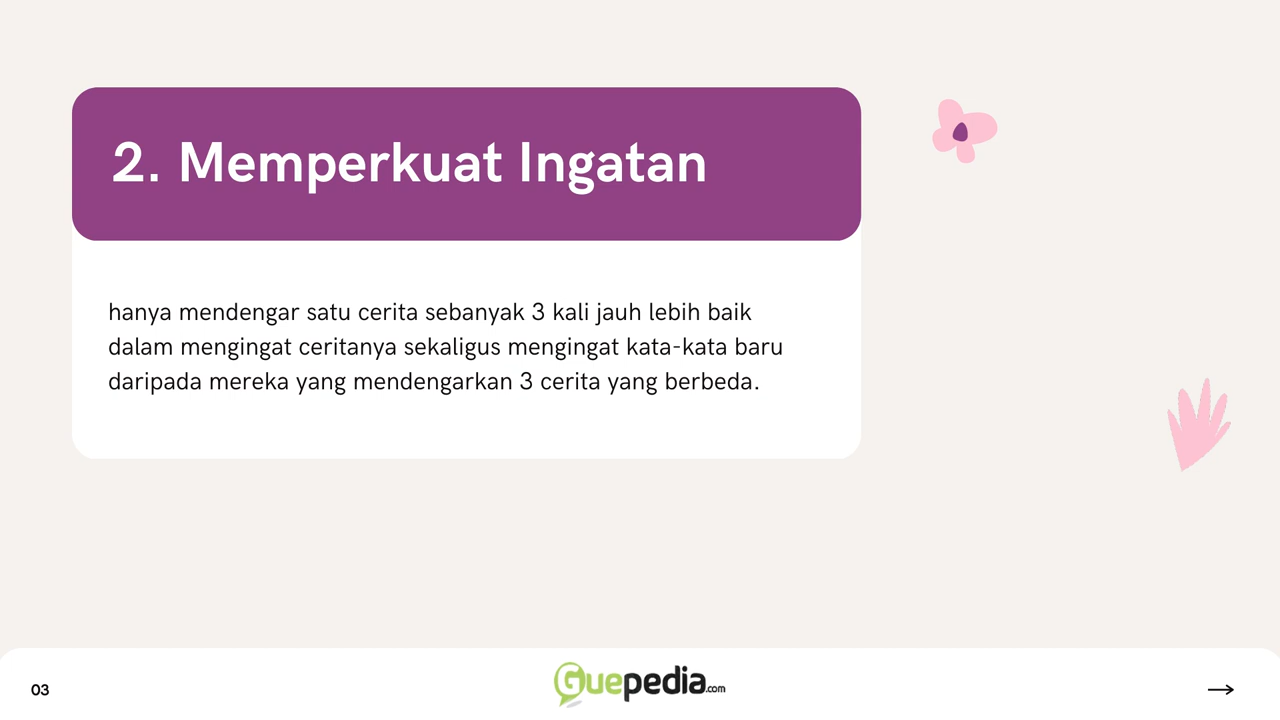 2. Memperkuat Ingatan
hanya mendengar satu cerita sebanyak 3 kali jauh lebih baik
dalam mengingat ceritanya sekaligus mengingat kata-kata baru
daripada mereka yang mendengarkan 3 cerita yang berbeda.
03
Guepedia.com